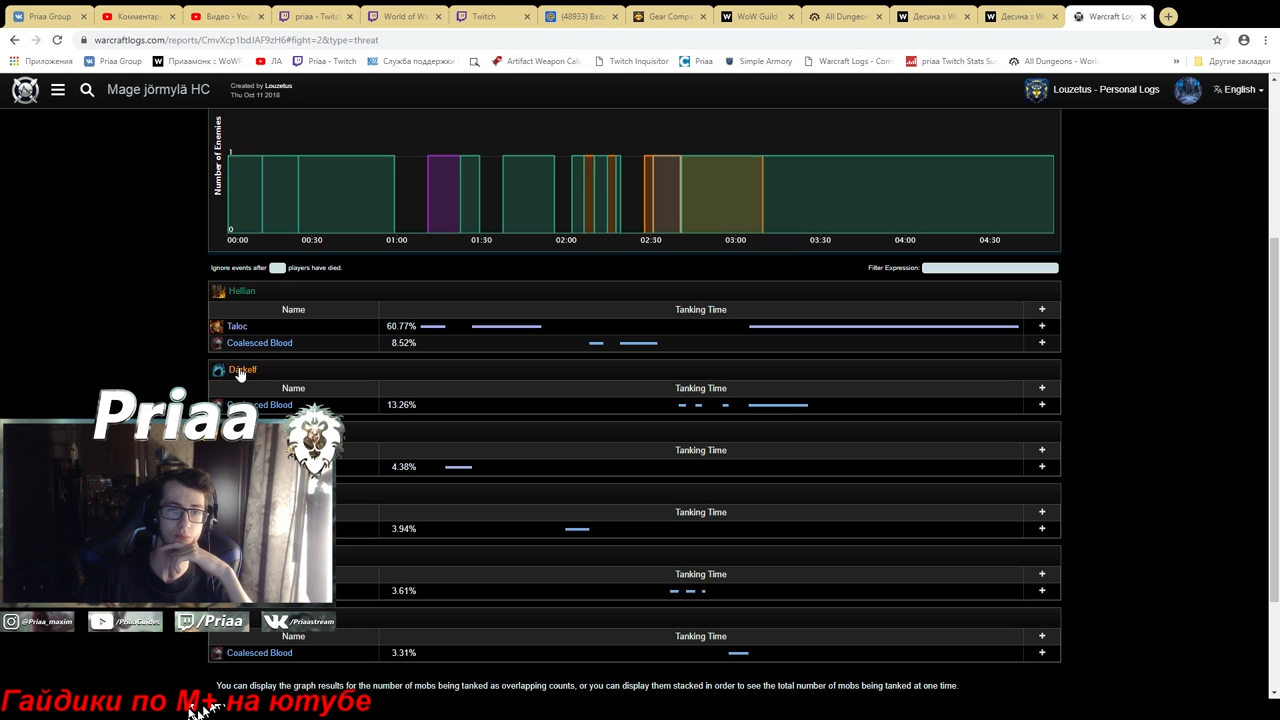 Priaa Group
Комментар
Видео - You
priaa - Twitc
World of Wa
Twitch
(48933) Вхо
Gear Compa
WoW Guild
All Dungeon
Десина :: W
Десина :: W
Warcraft Log
warcraftlogs.com/reports/CmvXcp1bdJAF9zH6#fight=2&type=threat
Приложения
Priaa Group
Приаамонк :: WoWP
ЛА
Priaa - Twitch
Служба поддержки
Artifact Weapon Calc
Twitch Inquisitor
Priaa
Simple Armory
Warcraft Logs - Com
priaa Twitch Stats Su
All Dungeons - Worl
»
Другие закладки
Mage jörmylä HC
Created by Louzetus
Thu Oct 11 2018
Louzetus - Personal Logs
English
Number of Enemies
1
0
00:00 00:30 01:00 01:30 02:00 02:30 03:00 03:30 04:00 04:30
Ignore events after players have died.
Filter Expression:
Hellian
Name Tanking Time +
Taloc 60.77% +
Coalesced Blood 8.52% +
Name Tanking Time +
Coalesced Blood 13.26% +
Tanking Time +
4.38% +
Tanking Time +
3.94% +
Tanking Time +
3.61% +
Tanking Time +
Coalesced Blood 3.31% +
You can display the graph results for the number of mobs being tanked as overlapping counts, or you can display them stacked in order to see the total number of mobs being tanked at one time.
Priaa
@Priaa_maxim
/PriaaGuides
/Priaa
/Priaastream
Гайдики по М+ на ютубе